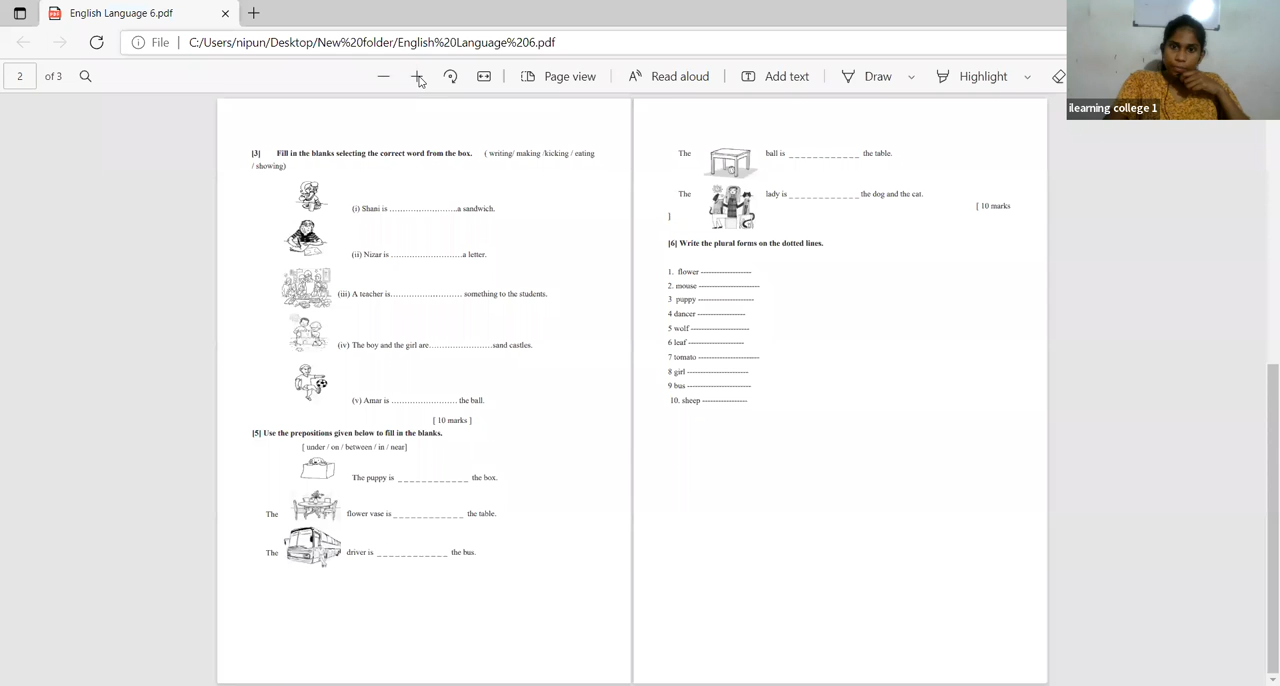 English Language 6.pdf
File C:/Users/nipun/Desktop/New%20folder/English%20Language%206.pdf
2 of 3 Page view Read aloud Add text Draw Highlight
ilearning college 1
|3| Fill in the blanks selecting the correct word from the box. ( writing/ making /kicking / eating
/ showing)
(i) Shani is ……………………..a sandwich.
(ii) Nizar is ………………………a letter.
(iii) A teacher is……………………… something to the students.
(iv) The boy and the girl are……………………sand castles.
(v) Amar is ……………………. the ball.
[ 10 marks ]
|5| Use the prepositions given below to fill in the blanks.
[ under / on / between / in / near]
The puppy is _ _ _ _ _ _ _ _ _ _ _ _ the box.
The flower vase is _ _ _ _ _ _ _ _ _ _ _ _ the table.
The driver is _ _ _ _ _ _ _ _ _ _ _ _ the bus.
The ball is _ _ _ _ _ _ _ _ _ _ _ _ the table.
The lady is _ _ _ _ _ _ _ _ _ _ _ _ the dog and the cat.
[ 10 marks
]
|6| Write the plural forms on the dotted lines.
1. flower -------------------
2. mouse -----------------------
3 puppy ---------------------
4 dancer ------------------
5 wolf ----------------------
6 leaf ---------------------
7 tomato -----------------------
8 girl -----------------------
9 bus ------------------------
10. sheep -----------------